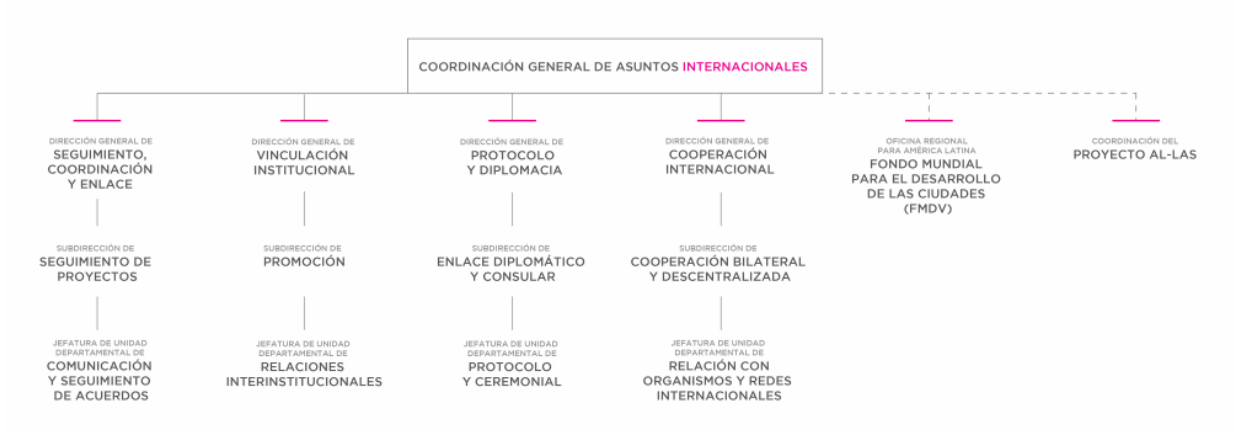 COORDINACIÓN GENERAL DE ASUNTOS INTERNACIONALES
DIRECCIÓN GENERAL DE
SEGUIMIENTO,
COORDINACIÓN
Y ENLACE
DIRECCIÓN GENERAL DE
VINCULACIÓN
INSTITUCIONAL
DIRECCIÓN GENERAL DE
PROTOCOLO
Y DIPLOMACIA
DIRECCIÓN GENERAL DE
COOPERACIÓN
INTERNACIONAL
OFICINA REGIONAL
PARA AMÉRICA LATINA
FONDO MUNDIAL
PARA EL DESARROLLO
DE LAS CIUDADES
(FMDV)
COORDINACIÓN DEL
PROYECTO AL-LAS
SUBDIRECCIÓN DE
SEGUIMIENTO DE
PROYECTOS
SUBDIRECCIÓN DE
PROMOCIÓN
SUBDIRECCIÓN DE
ENLACE DIPLOMÁTICO
Y CONSULAR
SUBDIRECCIÓN DE
COOPERACIÓN BILATERAL
Y DESCENTRALIZADA
JEFATURA DE UNIDAD
DEPARTAMENTAL DE
COMUNICACIÓN
Y SEGUIMIENTO
DE ACUERDOS
JEFATURA DE UNIDAD
DEPARTAMENTAL DE
RELACIONES
INTERINSTITUCIONALES
JEFATURA DE UNIDAD
DEPARTAMENTAL DE
PROTOCOLO
Y CEREMONIAL
JEFATURA DE UNIDAD
DEPARTAMENTAL DE
RELACIÓN CON
ORGANISMOS Y REDES
INTERNACIONALES